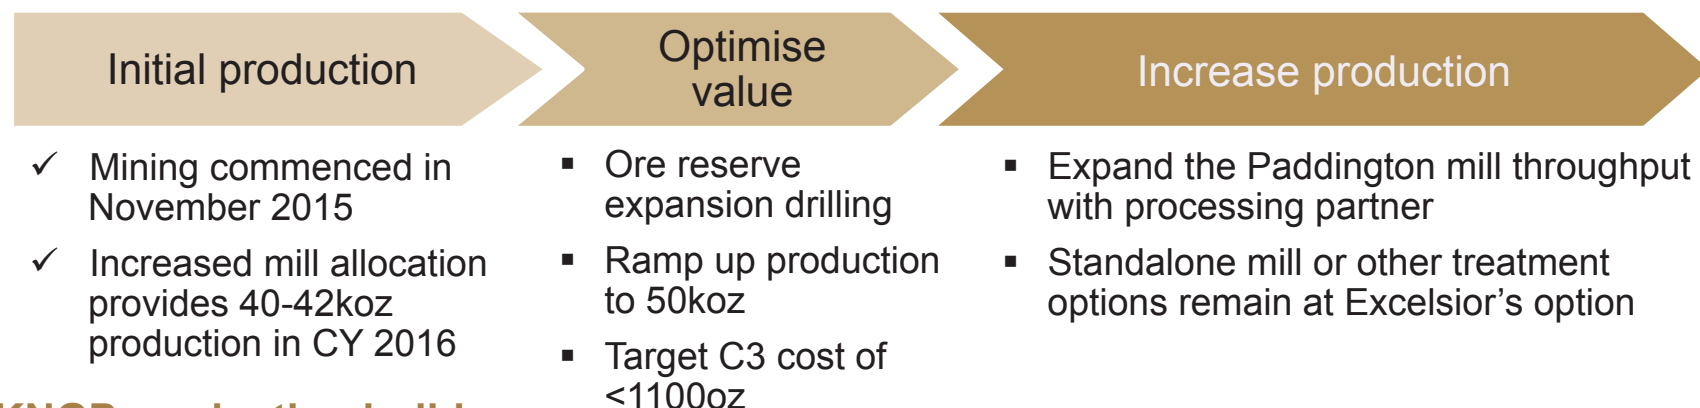 Initial production
Optimise
value
Increase production
✓ Mining commenced in
November 2015
✓ Increased mill allocation
provides 40-42koz
production in CY 2016
▪ Ore reserve
expansion drilling
▪ Ramp up production
to 50koz
▪ Target C3 cost of
<1100oz
▪ Expand the Paddington mill throughput
with processing partner
▪ Standalone mill or other treatment
options remain at Excelsior's option